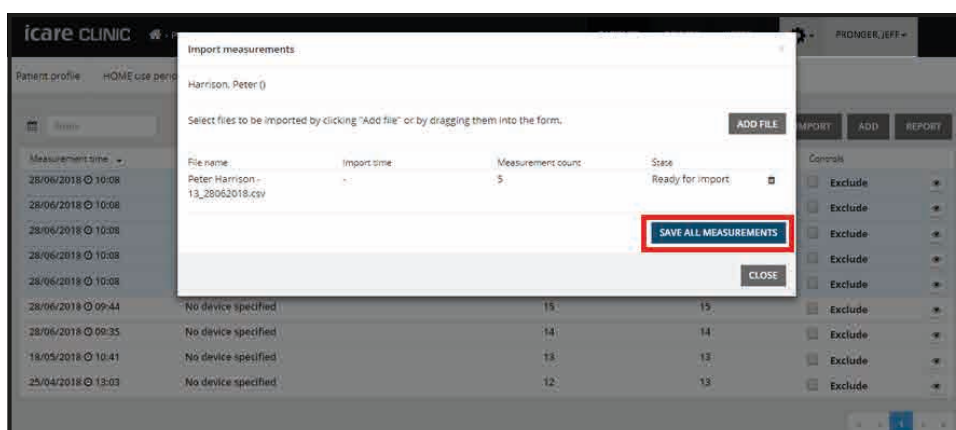 icare CLINIC
PRONGER, JEFF
Patient profile HOME use perio
Import measurements
Harrison, Peter ()
Select files to be imported by clicking "Add file" or by dragging them into the form.
ADD FILE
IMPORT ADD REPORT
File name Import time Measurement count State
Peter Harrison - - 5 Ready for import
13_28062018.csv
SAVE ALL MEASUREMENTS
CLOSE
Measurement time Controls
28/06/2018 10:08 Exclude
28/06/2018 10:08 Exclude
28/06/2018 10:08 Exclude
28/06/2018 10:08 Exclude
28/06/2018 10:08 Exclude
28/06/2018 09:44 No device specified 15 15 Exclude
28/06/2018 09:35 No device specified 14 14 Exclude
18/05/2018 10:41 No device specified 13 13 Exclude
25/04/2018 13:03 No device specified 12 13 Exclude